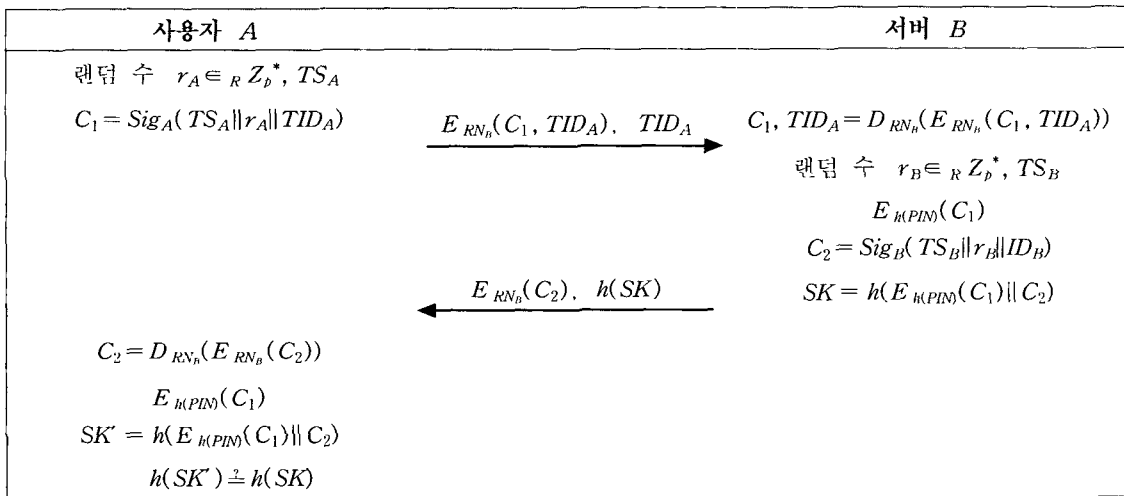 사용자 A 서버 B
랜덤 수 r_A ∈_R Z_p^*, TS_A
C_1 = Sig_A(TS_A||r_A||TID_A)
E_{RN_B}(C_1, TID_A), TID_A
C_1, TID_A = D_{RN_B}(E_{RN_B}(C_1, TID_A))
랜덤 수 r_B ∈_R Z_p^*, TS_B
E_{h(PIN)}(C_1)
C_2 = Sig_B(TS_B||r_B||ID_B)
E_{RN_B}(C_2), h(SK)
SK = h(E_{h(PIN)}(C_1)||C_2)
C_2 = D_{RN_B}(E_{RN_B}(C_2))
E_{h(PIN)}(C_1)
SK' = h(E_{h(PIN)}(C_1)||C_2)
h(SK') ≟ h(SK)